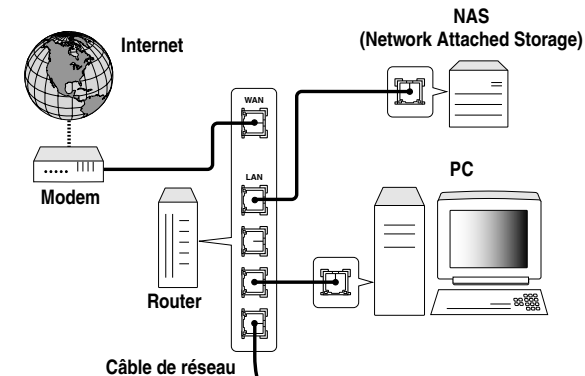 NAS
(Network Attached Storage)
Internet
WAN
LAN
Modem
PC
Router
Câble de réseau